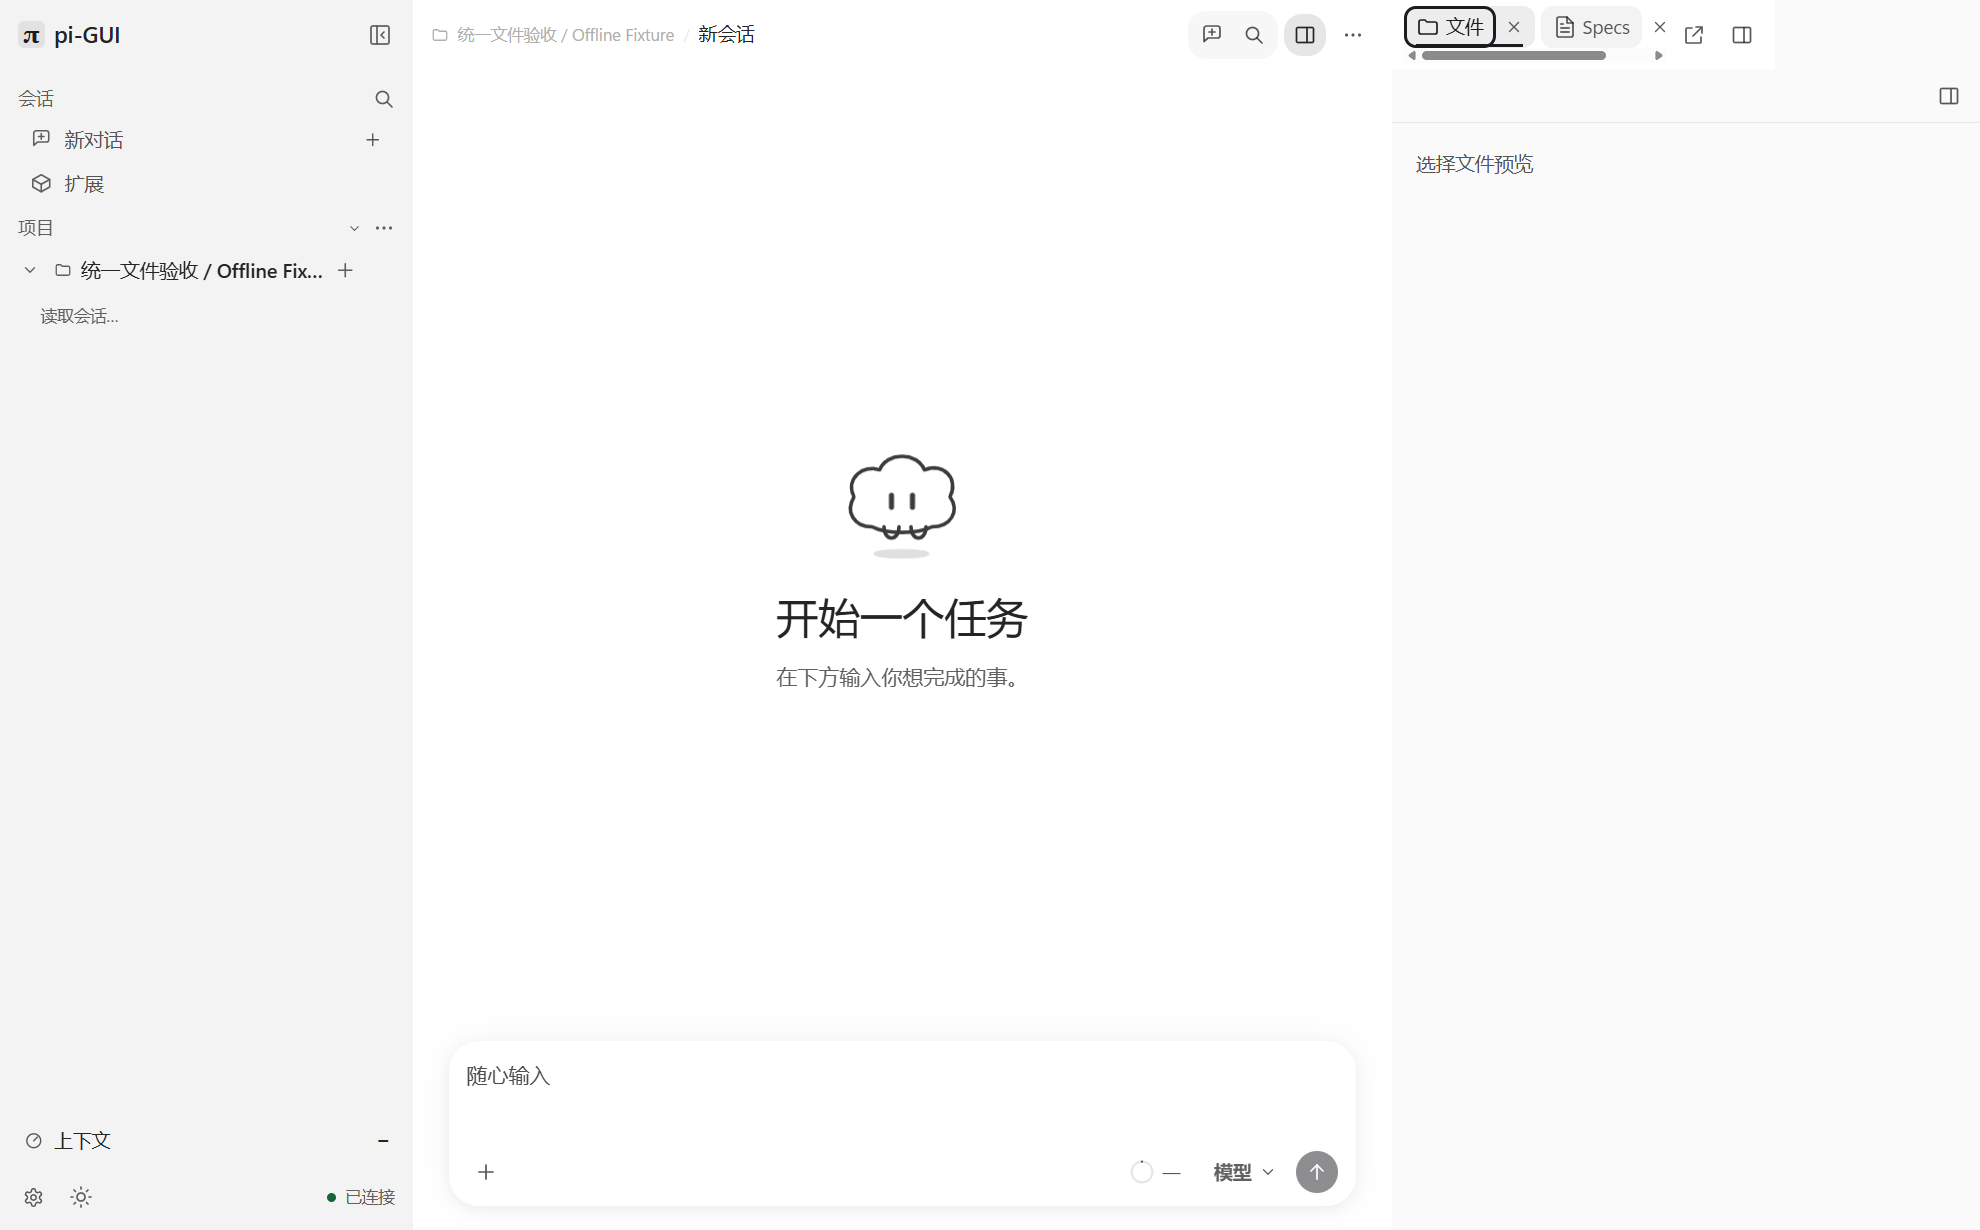 π pi-GUI
会话
新对话
扩展
项目
统一文件验收 / Offline Fix...
读取会话...
上下文
已连接
统一文件验收 / Offline Fixture / 新会话
开始一个任务
在下方输入你想完成的事。
随心输入
模型
文件
Specs
选择文件预览